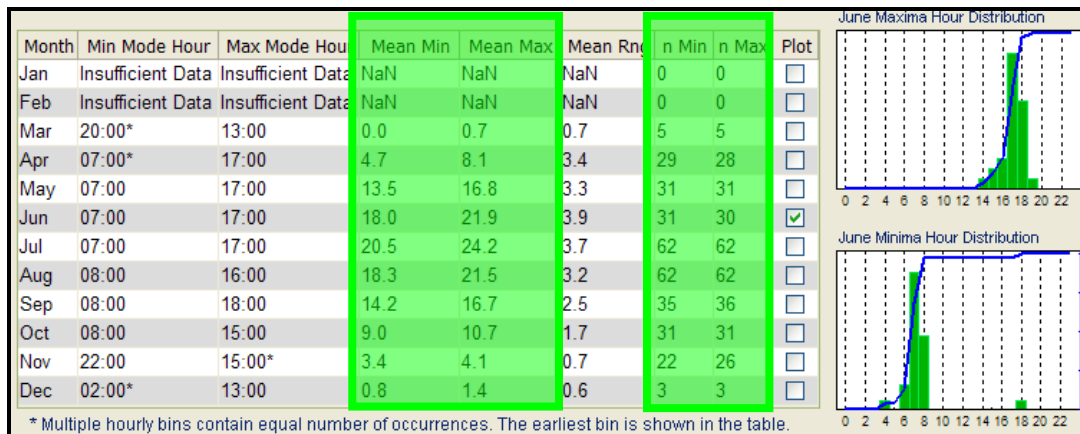 June Maxima Hour Distribution
Month Min Mode Hour Max Mode Hou Mean Min Mean Max Mean Rng n Min n Max Plot
Jan Insufficient Data Insufficient Data NaN NaN NaN 0 0
Feb Insufficient Data Insufficient Data NaN NaN NaN 0 0
Mar 20:00* 13:00 0.0 0.7 0.7 5 5
Apr 07:00* 17:00 4.7 8.1 3.4 29 28
May 07:00 17:00 13.5 16.8 3.3 31 31
Jun 07:00 17:00 18.0 21.9 3.9 31 30
Jul 07:00 17:00 20.5 24.2 3.7 62 62
Aug 08:00 16:00 18.3 21.5 3.2 62 62
Sep 08:00 18:00 14.2 16.7 2.5 35 36
Oct 08:00 15:00 9.0 10.7 1.7 31 31
Nov 22:00 15:00* 3.4 4.1 0.7 22 26
Dec 02:00* 13:00 0.8 1.4 0.6 3 3
* Multiple hourly bins contain equal number of occurrences. The earliest bin is shown in the table.
0 2 4 6 8 10 12 14 16 18 20 22
June Minima Hour Distribution
0 2 4 6 8 10 12 14 16 18 20 22